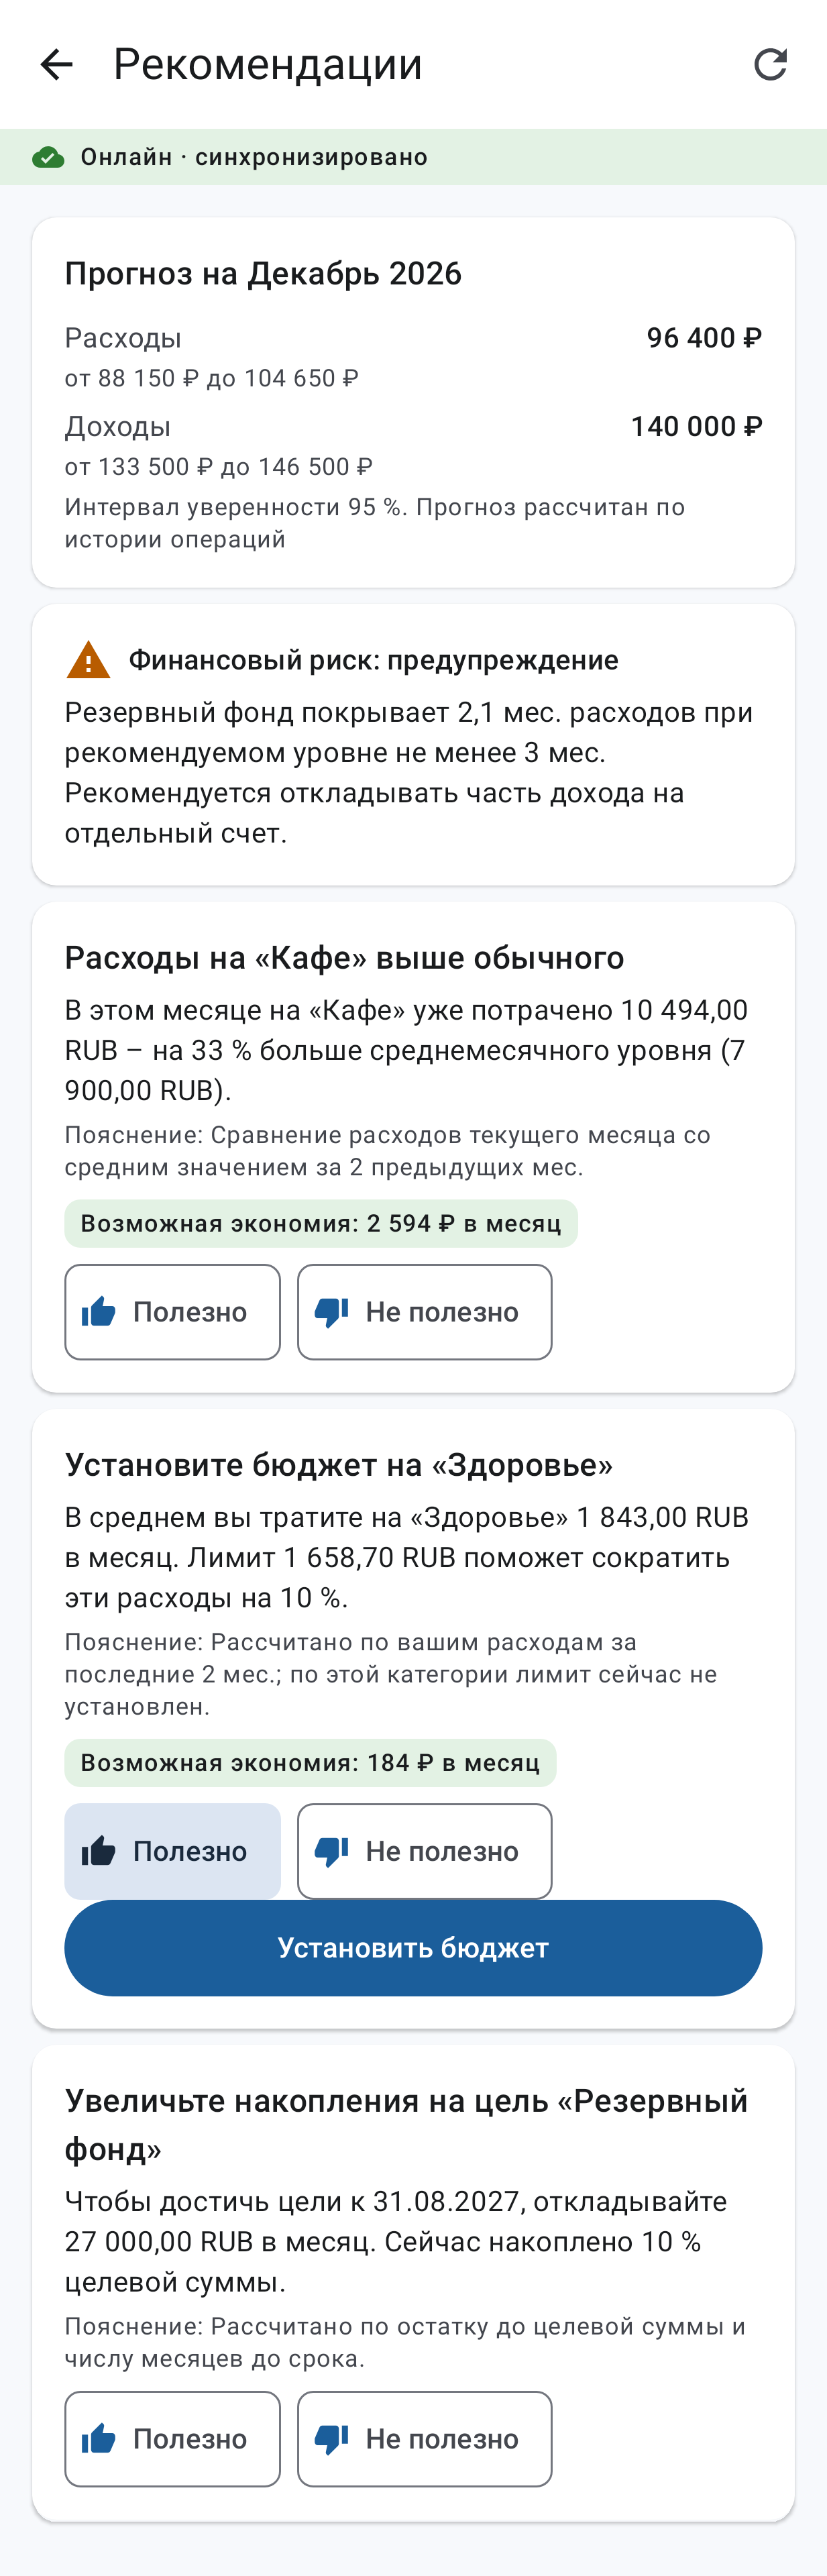 Рекомендации
Онлайн · синхронизировано
Прогноз на Декабрь 2026
Расходы 96 400 ₽
от 88 150 ₽ до 104 650 ₽
Доходы 140 000 ₽
от 133 500 ₽ до 146 500 ₽
Интервал уверенности 95 %. Прогноз рассчитан по
истории операций
Финансовый риск: предупреждение
Резервный фонд покрывает 2,1 мес. расходов при
рекомендуемом уровне не менее 3 мес.
Рекомендуется откладывать часть дохода на
отдельный счет.
Расходы на «Кафе» выше обычного
В этом месяце на «Кафе» уже потрачено 10 494,00
RUB – на 33 % больше среднемесячного уровня (7
900,00 RUB).
Пояснение: Сравнение расходов текущего месяца со
средним значением за 2 предыдущих мес.
Возможная экономия: 2 594 ₽ в месяц
Полезно Не полезно
Установите бюджет на «Здоровье»
В среднем вы тратите на «Здоровье» 1 843,00 RUB
в месяц. Лимит 1 658,70 RUB поможет сократить
эти расходы на 10 %.
Пояснение: Рассчитано по вашим расходам за
последние 2 мес.; по этой категории лимит сейчас не
установлен.
Возможная экономия: 184 ₽ в месяц
Полезно Не полезно
Установить бюджет
Увеличьте накопления на цель «Резервный
фонд»
Чтобы достичь цели к 31.08.2027, откладывайте
27 000,00 RUB в месяц. Сейчас накоплено 10 %
целевой суммы.
Пояснение: Рассчитано по остатку до целевой суммы и
числу месяцев до срока.
Полезно Не полезно